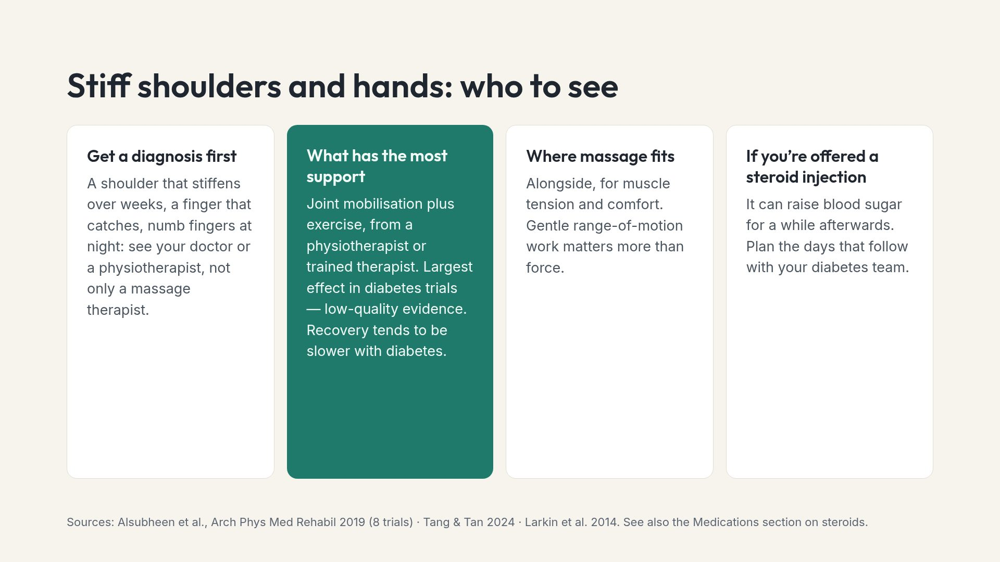 Stiff shoulders and hands: who to see
Get a diagnosis first
A shoulder that stiffens
over weeks, a finger that
catches, numb fingers at
night: see your doctor or
a physiotherapist, not
only a massage
therapist.
What has the most
support
Joint mobilisation plus
exercise, from a
physiotherapist or
trained therapist. Largest
effect in diabetes trials
— low-quality evidence.
Recovery tends to be
slower with diabetes.
Where massage fits
Alongside, for muscle
tension and comfort.
Gentle range-of-motion
work matters more than
force.
If you’re offered a
steroid injection
It can raise blood sugar
for a while afterwards.
Plan the days that follow
with your diabetes team.
Sources: Alsubheen et al., Arch Phys Med Rehabil 2019 (8 trials) · Tang & Tan 2024 · Larkin et al. 2014. See also the Medications section on steroids.